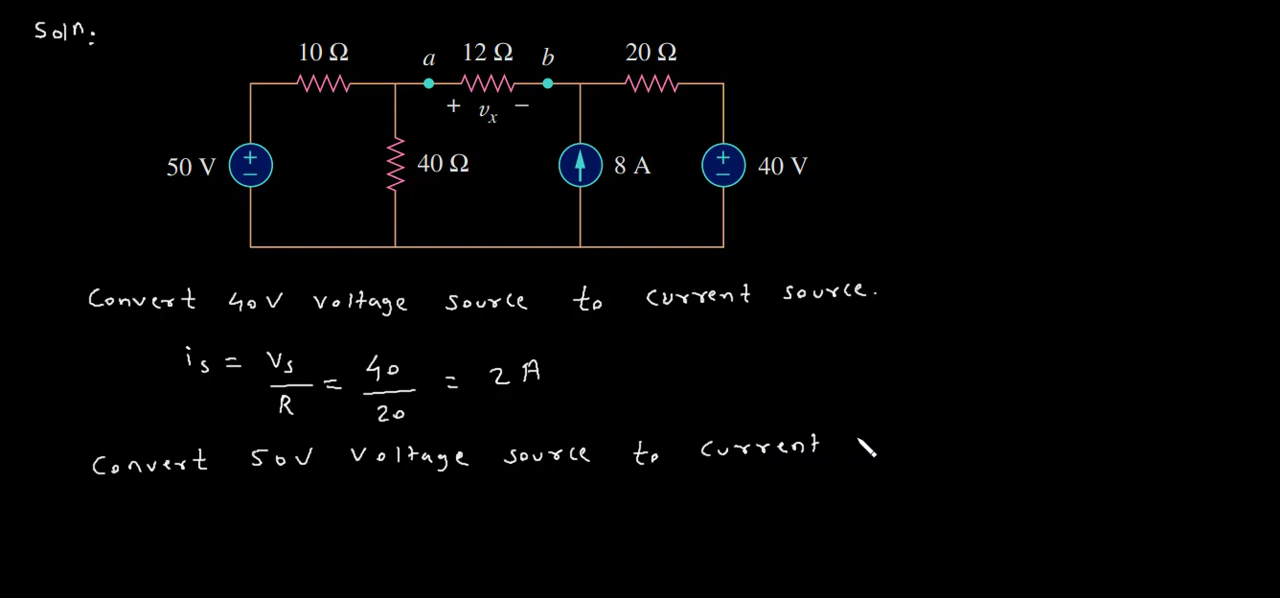 Soln:
10 Ω a 12 Ω b 20 Ω
+ vx −
50 V + − 40 Ω 8 A + − 40 V
Convert 40V voltage source to current source.
is = Vs/R = 40/20 = 2 A
Convert 50V voltage source to current